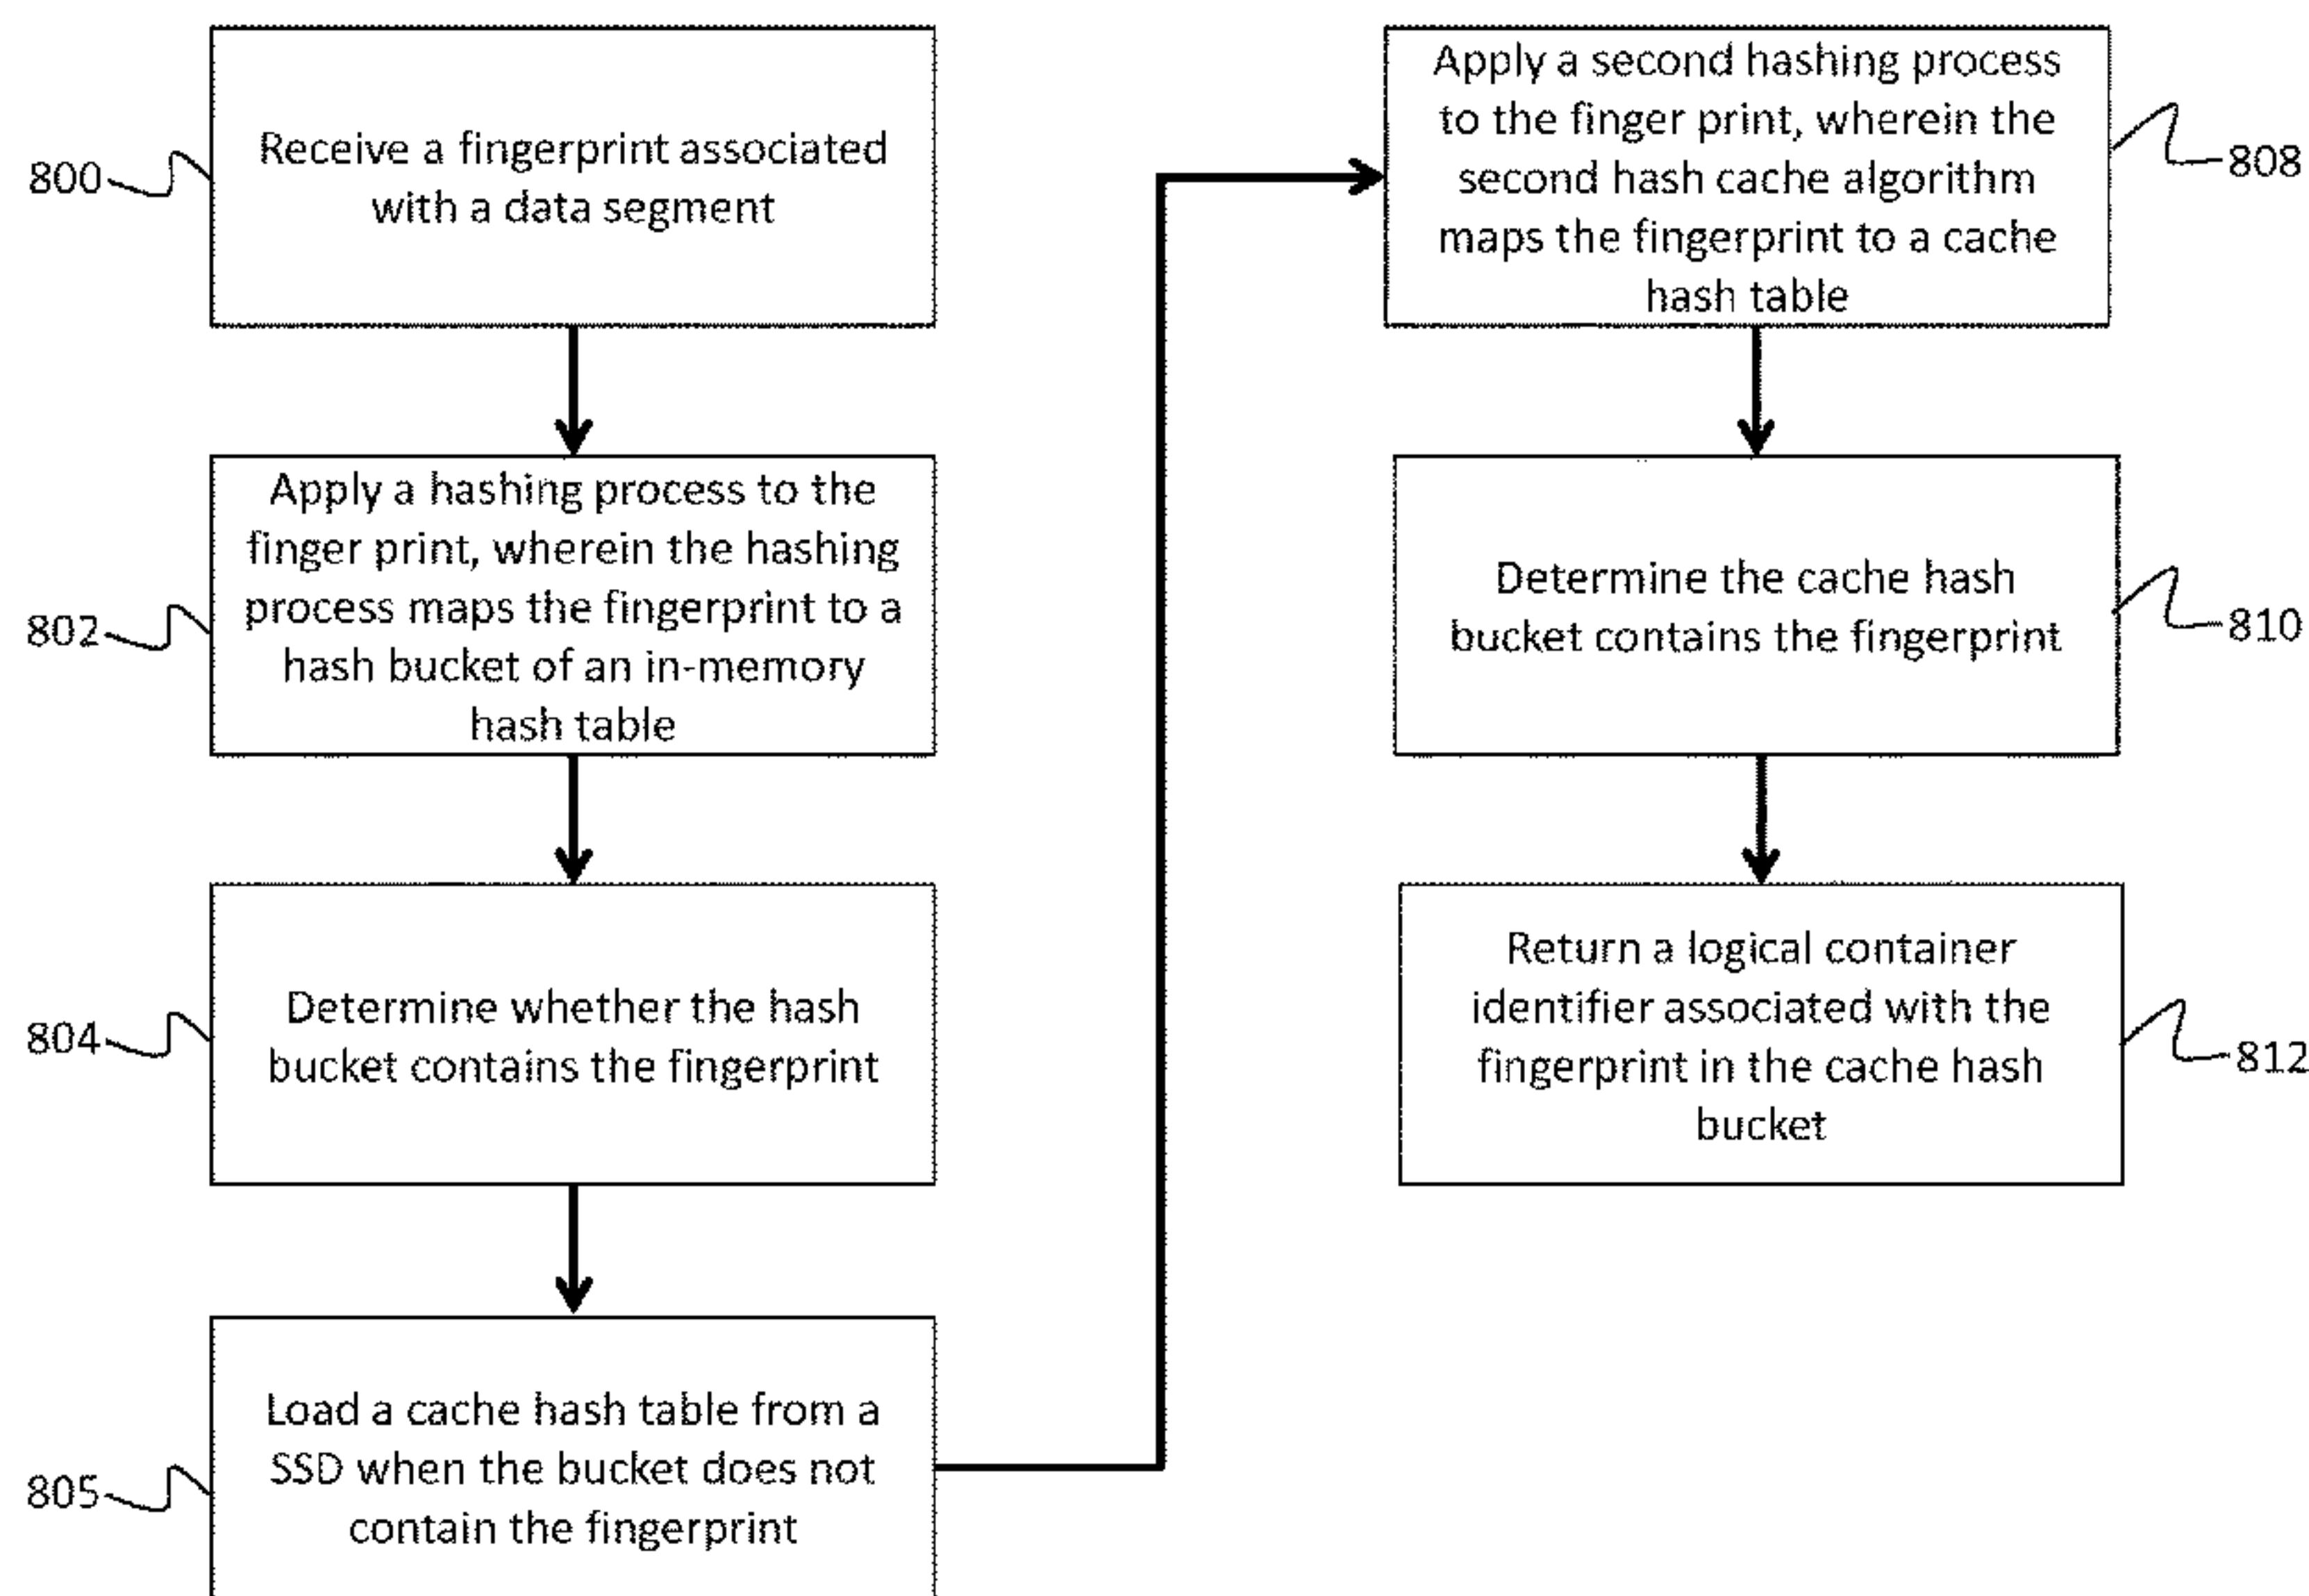 800
Receive a fingerprint associated
with a data segment
802
Apply a hashing process to the
finger print, wherein the hashing
process maps the fingerprint to a
hash bucket of an in-memory
hash table
804
Determine whether the hash
bucket contains the fingerprint
805
Load a cache hash table from a
SSD when the bucket does not
contain the fingerprint
Apply a second hashing process
to the finger print, wherein the
second hash cache algorithm
maps the fingerprint to a cache
hash table
808
Determine the cache hash
bucket contains the fingerprint
810
Return a logical container
identifier associated with the
fingerprint in the cache hash
bucket
812